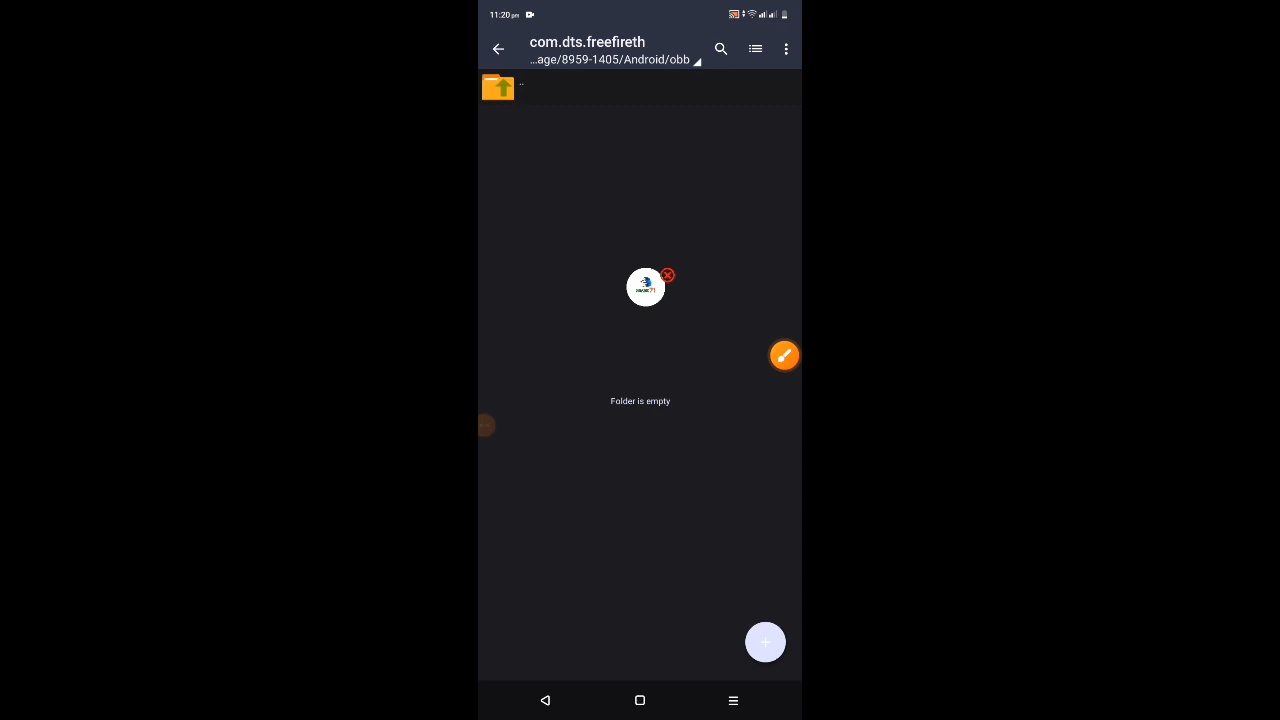 11:20 pm
com.dts.freefireth
...age/8959-1405/Android/obb
..
Folder is empty